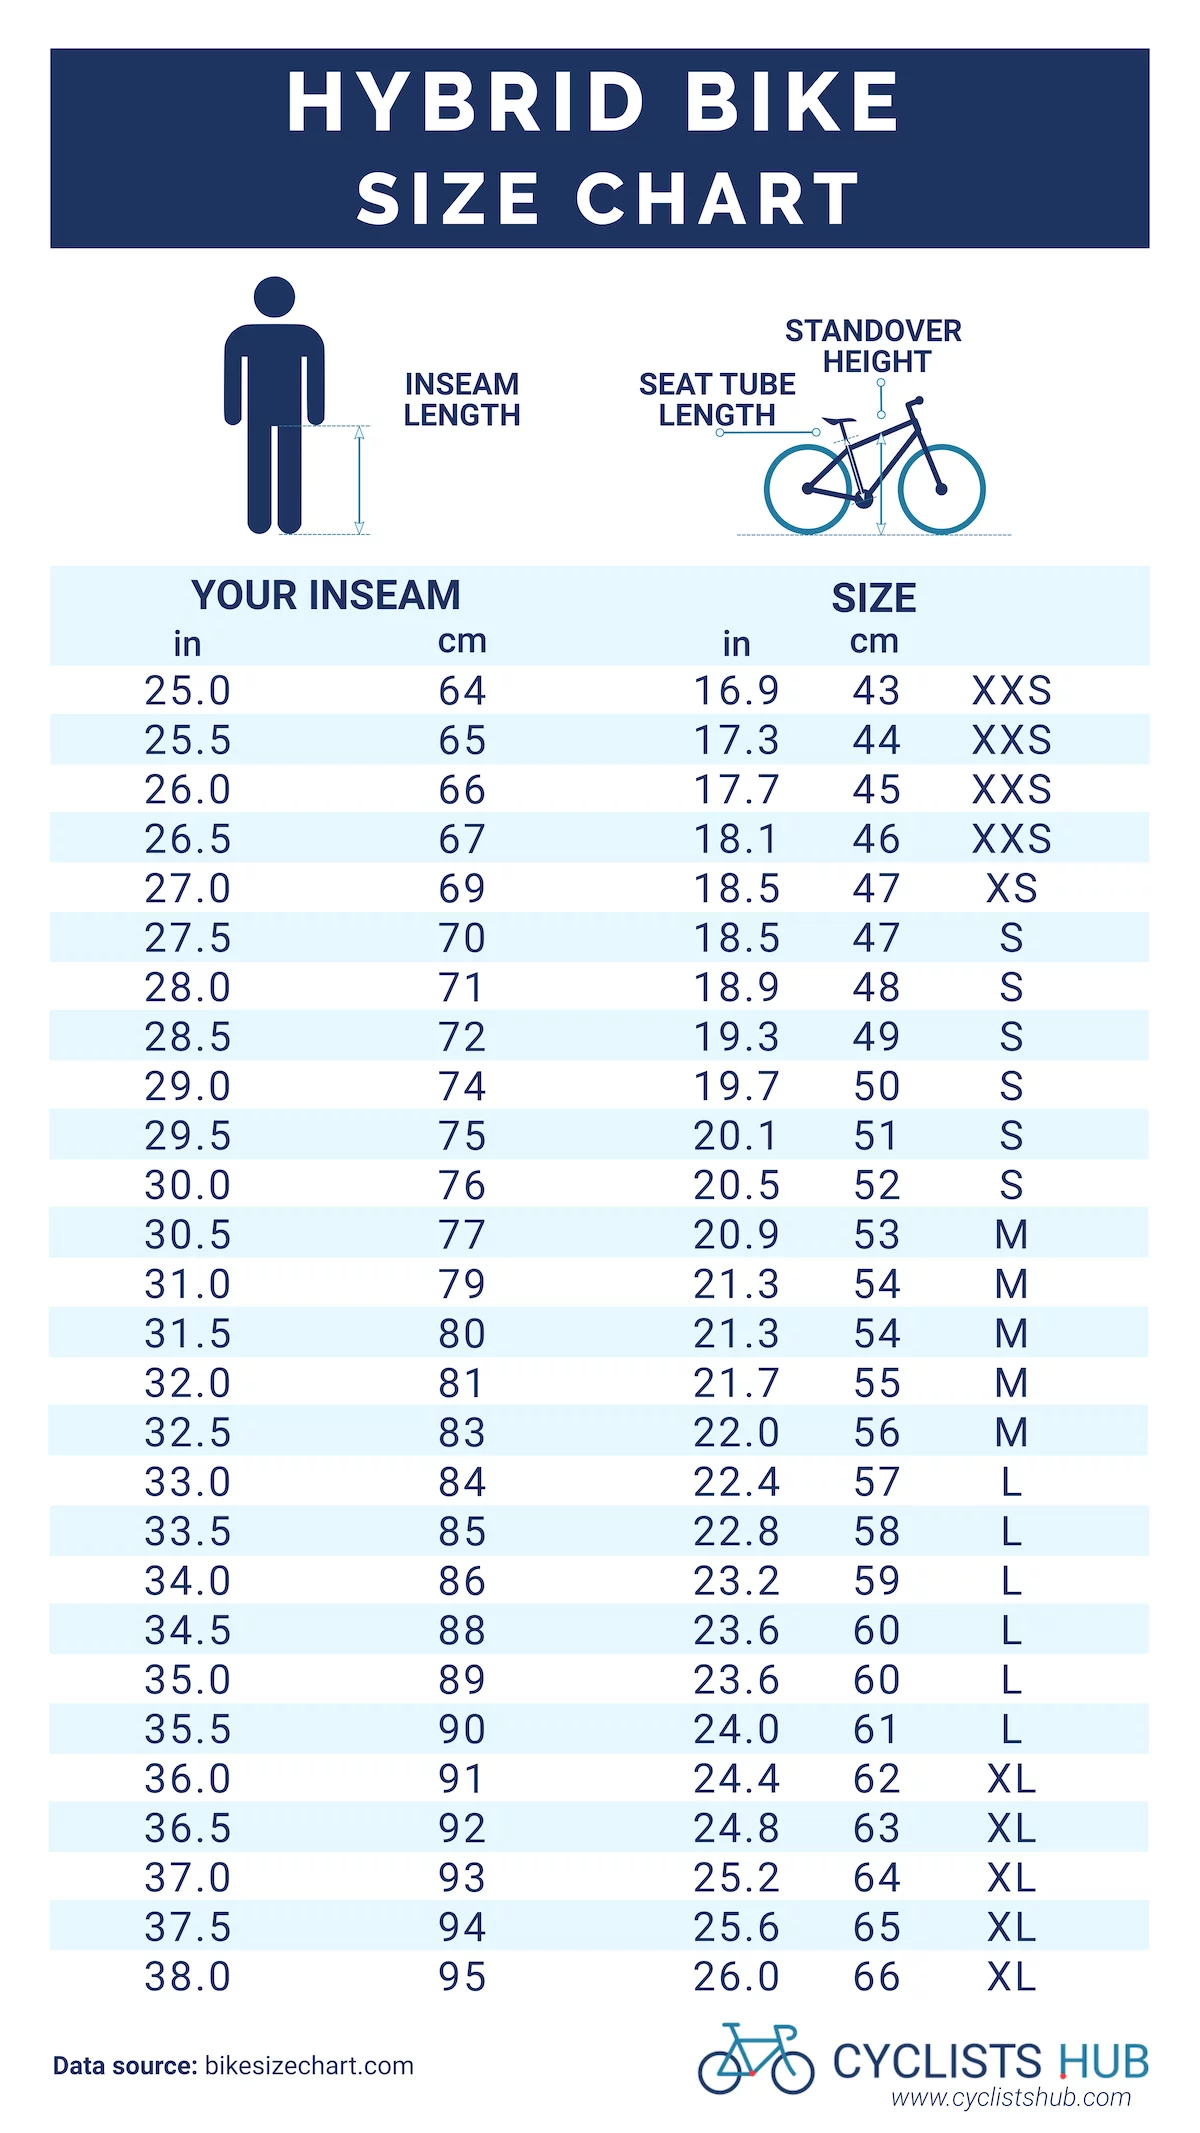 HYBRID BIKE
SIZE CHART
STANDOVER
HEIGHT
INSEAM
LENGTH
SEAT TUBE
LENGTH
YOUR INSEAM SIZE
in cm in cm
25.0 64 16.9 43 XXS
25.5 65 17.3 44 XXS
26.0 66 17.7 45 XXS
26.5 67 18.1 46 XXS
27.0 69 18.5 47 XS
27.5 70 18.5 47 S
28.0 71 18.9 48 S
28.5 72 19.3 49 S
29.0 74 19.7 50 S
29.5 75 20.1 51 S
30.0 76 20.5 52 S
30.5 77 20.9 53 M
31.0 79 21.3 54 M
31.5 80 21.3 54 M
32.0 81 21.7 55 M
32.5 83 22.0 56 M
33.0 84 22.4 57 L
33.5 85 22.8 58 L
34.0 86 23.2 59 L
34.5 88 23.6 60 L
35.0 89 23.6 60 L
35.5 90 24.0 61 L
36.0 91 24.4 62 XL
36.5 92 24.8 63 XL
37.0 93 25.2 64 XL
37.5 94 25.6 65 XL
38.0 95 26.0 66 XL
Data source: bikesizechart.com
CYCLISTS HUB
www.cyclistshub.com